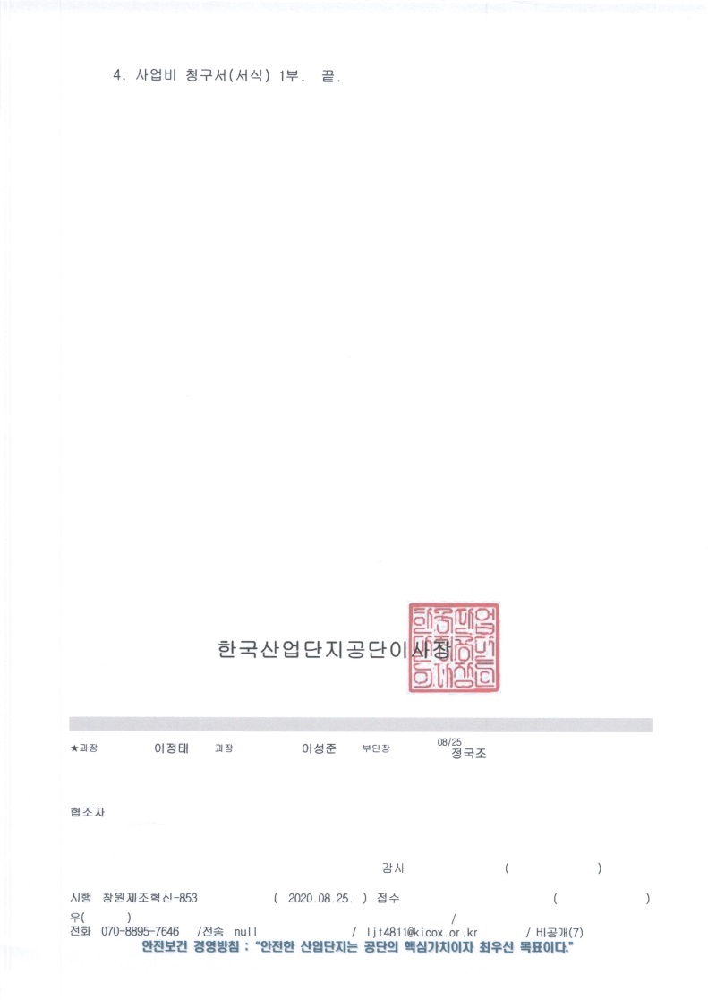 4. 사업비 청구서(서식) 1부. 끝.
한국산업단지공단이사장
★과장 이정태 과장 이성준 부단장 08/25 정국조
협조자
감사 ( )
시행 창원제조혁신-853 ( 2020.08.25. ) 접수 ( )
우( ) /
전화 070-8895-7646 /전송 null / ljt4811@kicox.or.kr / 비공개(7)
안전보건 경영방침 : "안전한 산업단지는 공단의 핵심가치이자 최우선 목표이다."